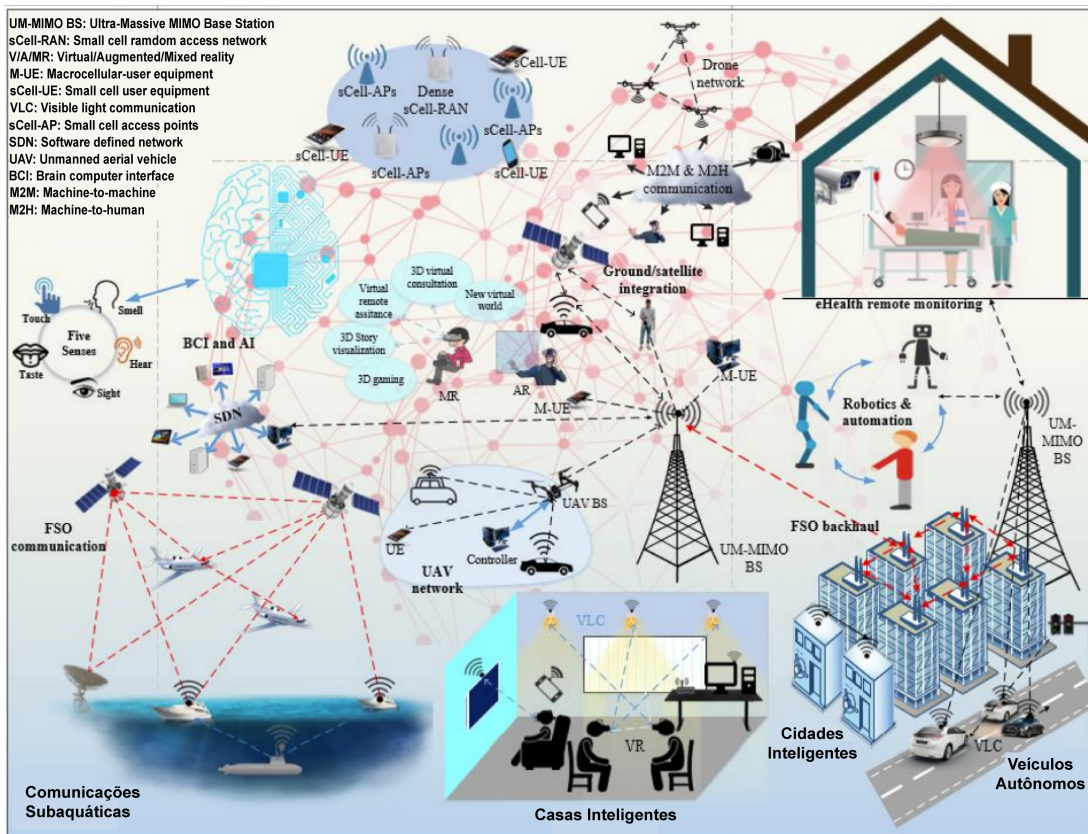 UM-MIMO BS: Ultra-Massive MIMO Base Station
sCell-RAN: Small cell ramdom access network
V/A/MR: Virtual/Augmented/Mixed reality
M-UE: Macrocellular-user equipment
sCell-UE: Small cell user equipment
VLC: Visible light communication
sCell-AP: Small cell access points
SDN: Software defined network
UAV: Unmanned aerial vehicle
BCI: Brain computer interface
M2M: Machine-to-machine
M2H: Machine-to-human
sCell-UE
sCell-APs
Dense
sCell-RAN
sCell-APs
sCell-UE
sCell-APs
sCell-UE
Drone
network
M2M & M2H
communication
Ground/satellite
integration
eHealth remote monitoring
Touch
Smell
Five
Senses
Taste
Hear
Sight
BCI and AI
3D virtual
consultation
Virtual
remote
assitance
New virtual
world
3D Story
visualization
3D gaming
MR
AR
M-UE
M-UE
SDN
Robotics &
automation
UM-
MIMO
BS
FSO
communication
UAV BS
UE
Controller
UAV
network
UM-MIMO
BS
FSO backhaul
VLC
VR
Cidades
Inteligentes
VLC
Veículos
Autônomos
Comunicações
Subaquáticas
Casas Inteligentes